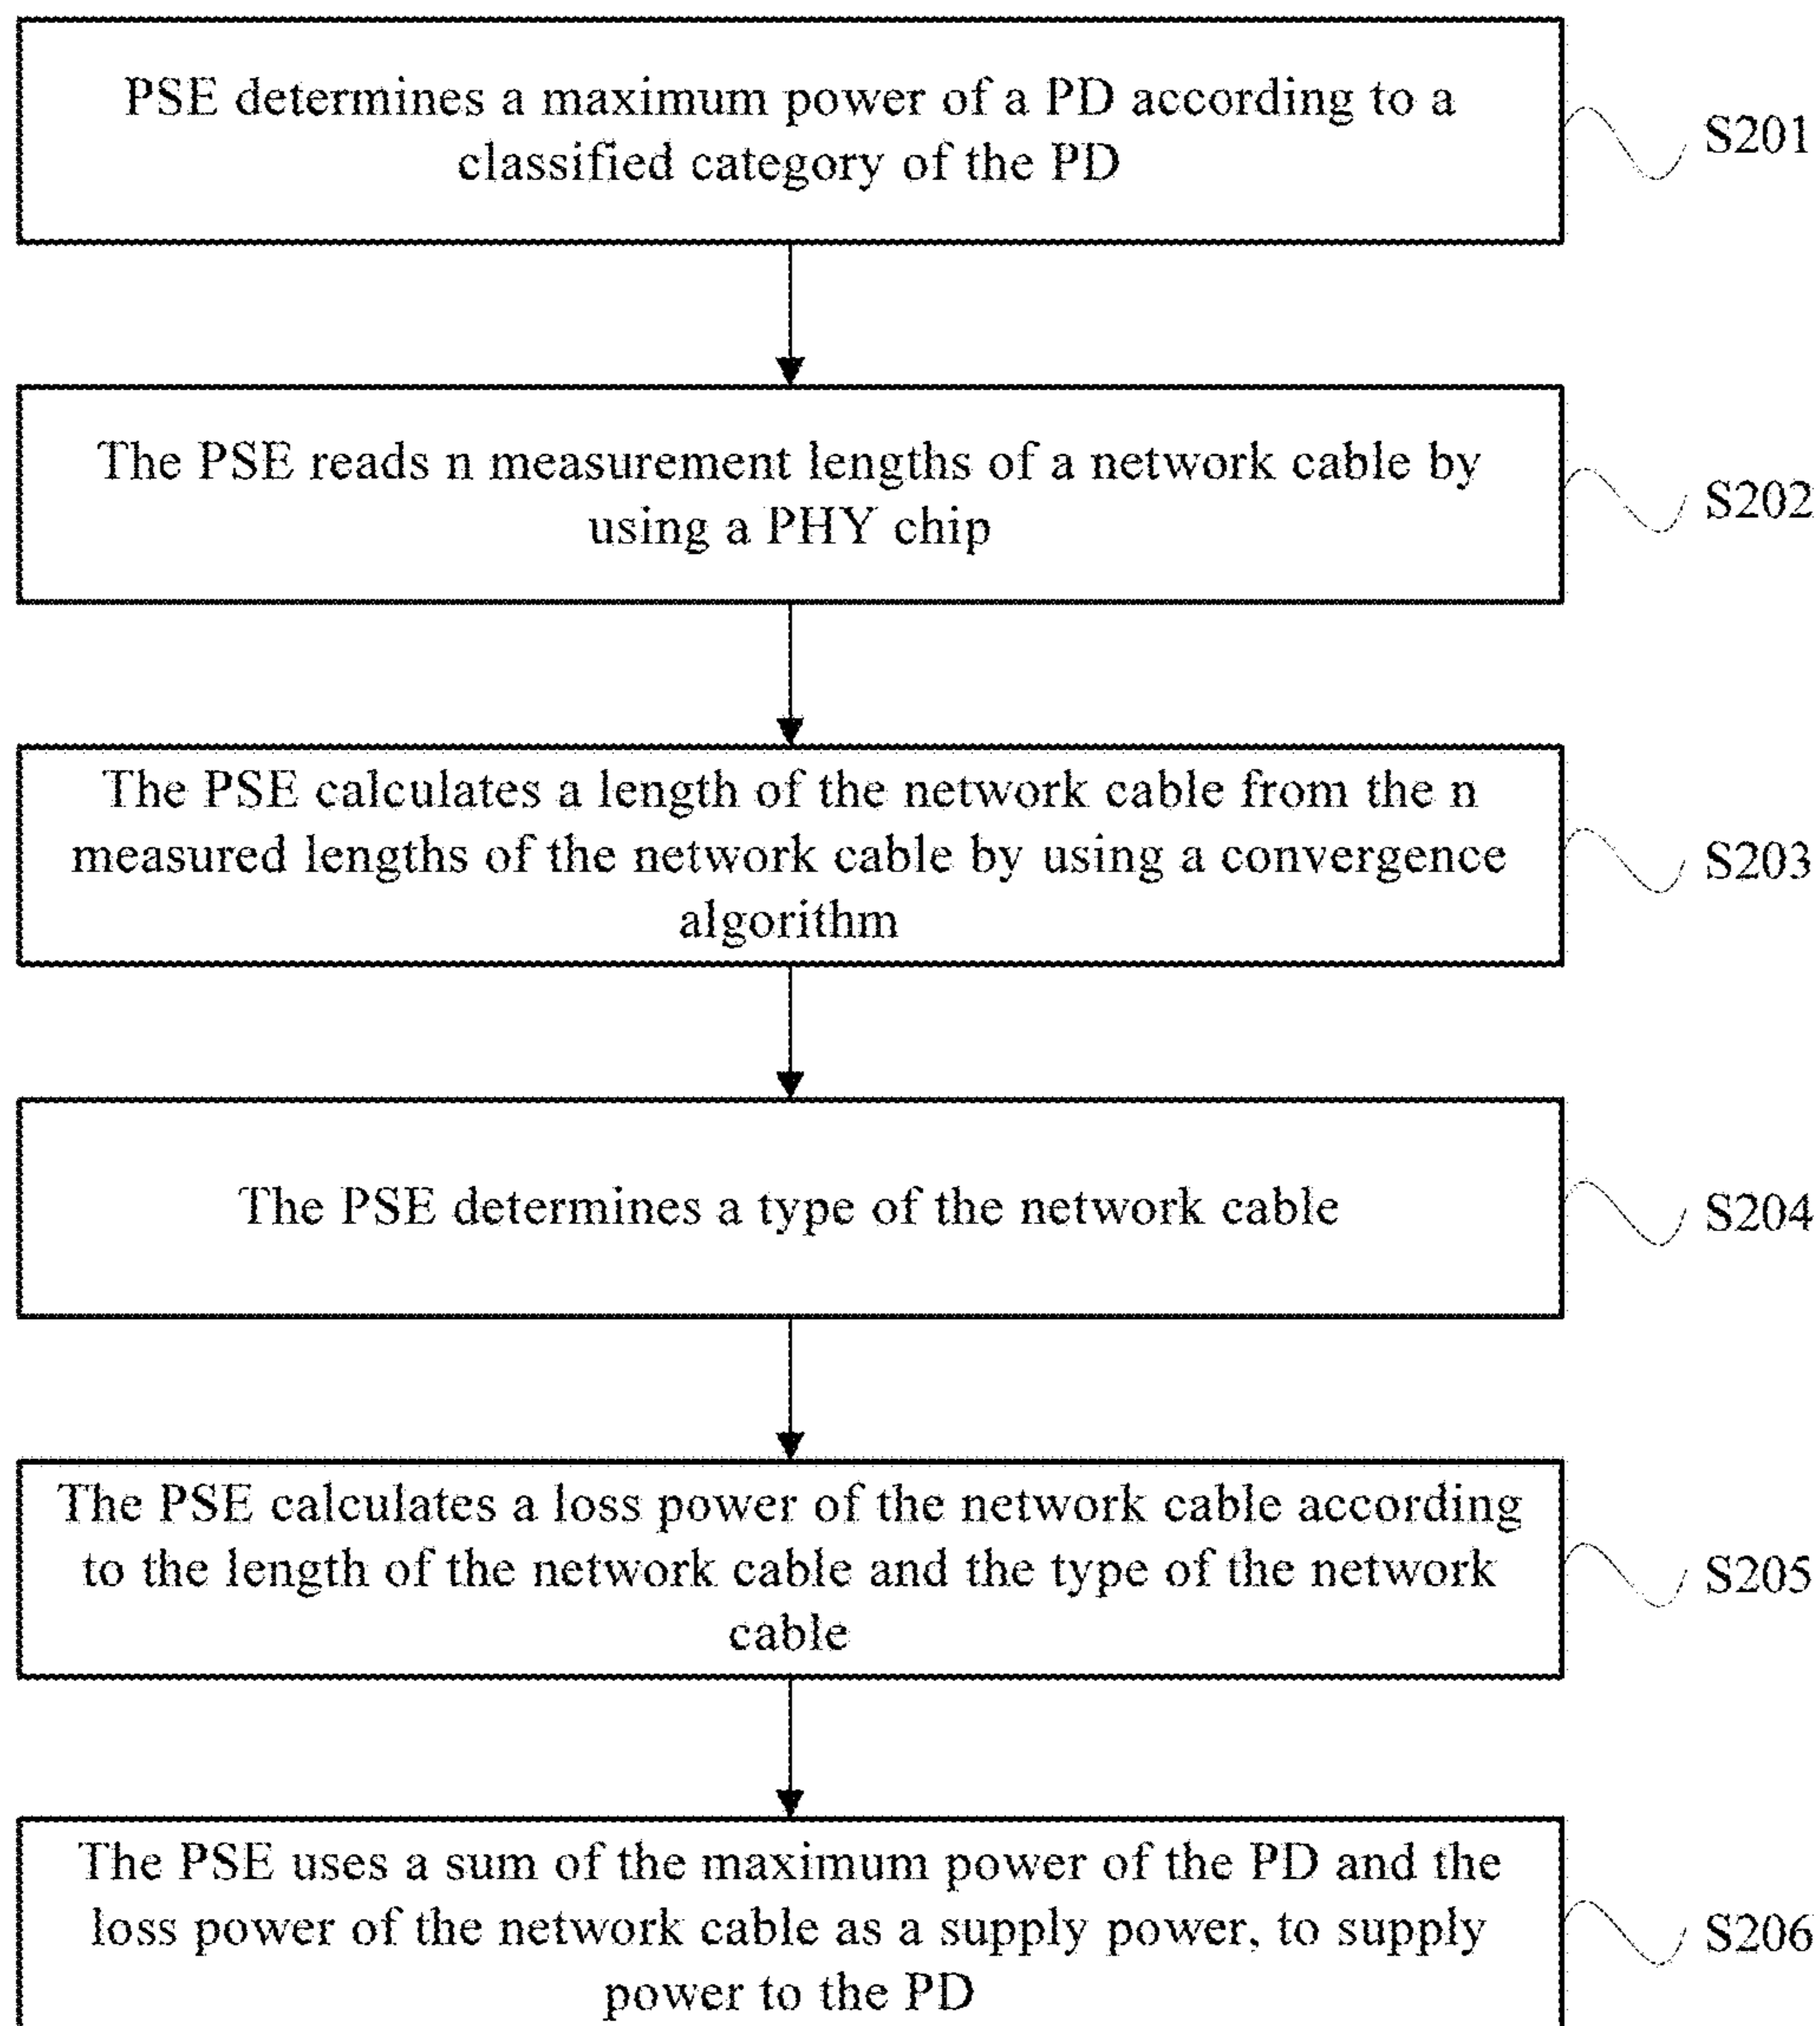 PSE determines a maximum power of a PD according to a
classified category of the PD
S201
The PSE reads n measurement lengths of a network cable by
using a PHY chip
S202
The PSE calculates a length of the network cable from the n
measured lengths of the network cable by using a convergence
algorithm
S203
The PSE determines a type of the network cable
S204
The PSE calculates a loss power of the network cable according
to the length of the network cable and the type of the network
cable
S205
The PSE uses a sum of the maximum power of the PD and the
loss power of the network cable as a supply power, to supply
power to the PD
S206